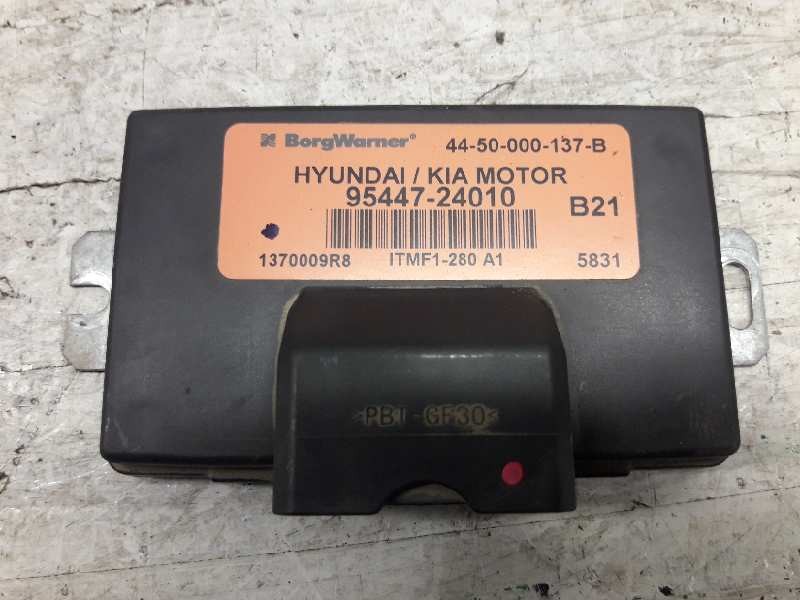 BorgWarner® 44-50-000-137-B
HYUNDAI / KIA MOTOR
95447-24010 B21
1370009R8 ITMF1-280 A1 5831
>PBT-GF30<